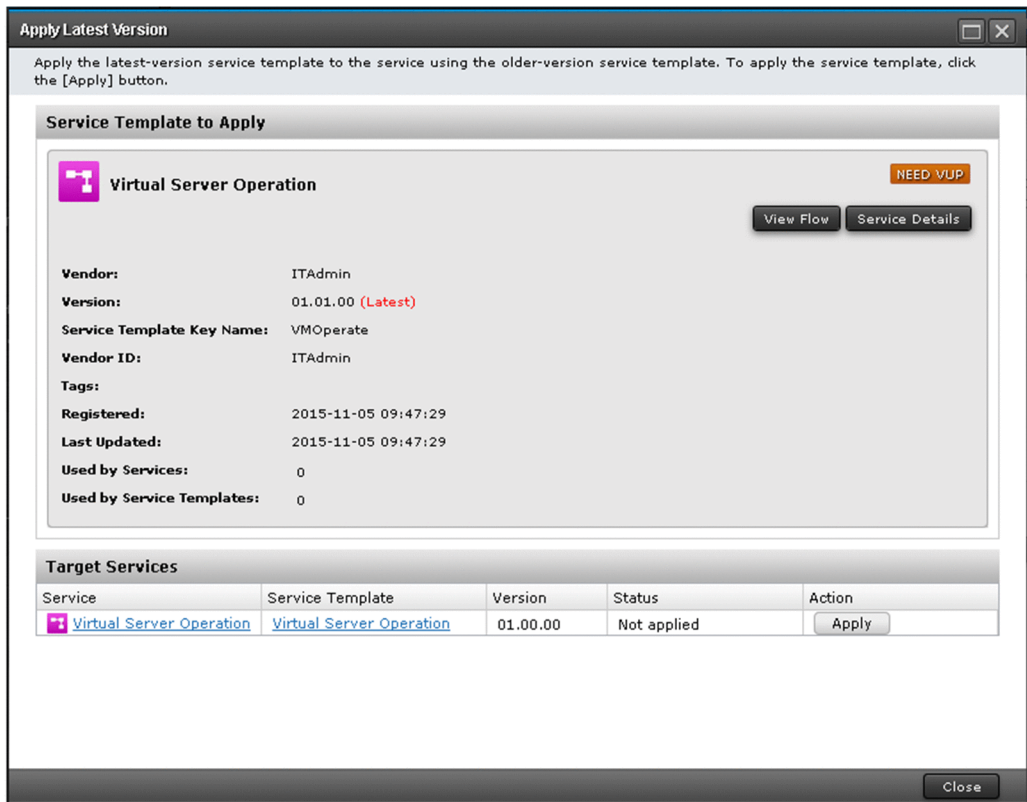 Apply Latest Version
Apply the latest-version service template to the service using the older-version service template. To apply the service template, click
the [Apply] button.
Service Template to Apply
Virtual Server Operation
NEED VUP
View Flow Service Details
Vendor: ITAdmin
Version: 01.01.00 (Latest)
Service Template Key Name: VMOperate
Vendor ID: ITAdmin
Tags:
Registered: 2015-11-05 09:47:29
Last Updated: 2015-11-05 09:47:29
Used by Services: 0
Used by Service Templates: 0
Target Services
Service Service Template Version Status Action
Virtual Server Operation Virtual Server Operation 01.00.00 Not applied Apply
Close